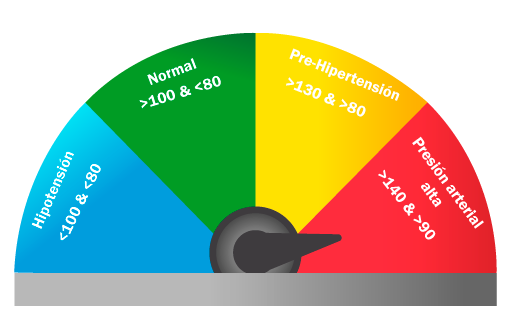 Hipotensión
<100 & <80
Normal
>100 & <80
Pre-Hipertensión
>130 & >80
Presión arterial
alta
>140 & >90